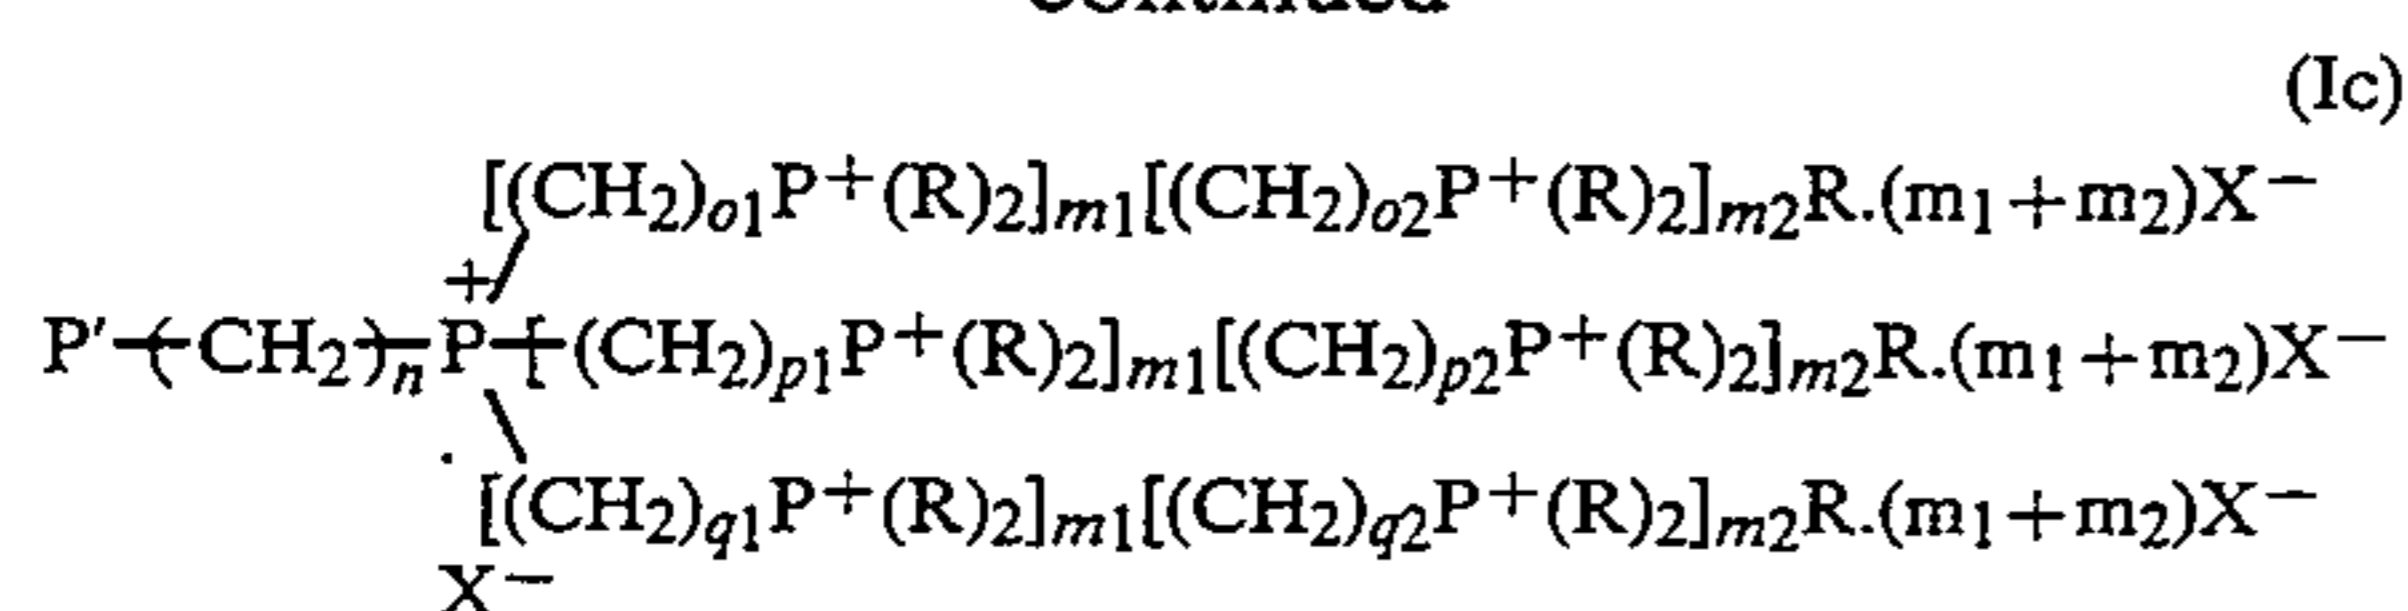 continued
(Ic)
[(CH2)o1P+(R)2]m1[(CH2)o2P+(R)2]m2R.(m1+m2)X−
+
P′-(-CH2-)-nP-[-(CH2)p1P+(R)2]m1[(CH2)p2P+(R)2]m2R.(m1+m2)X−
.
[(CH2)q1P+(R)2]m1[(CH2)q2P+(R)2]m2R.(m1+m2)X−
X−